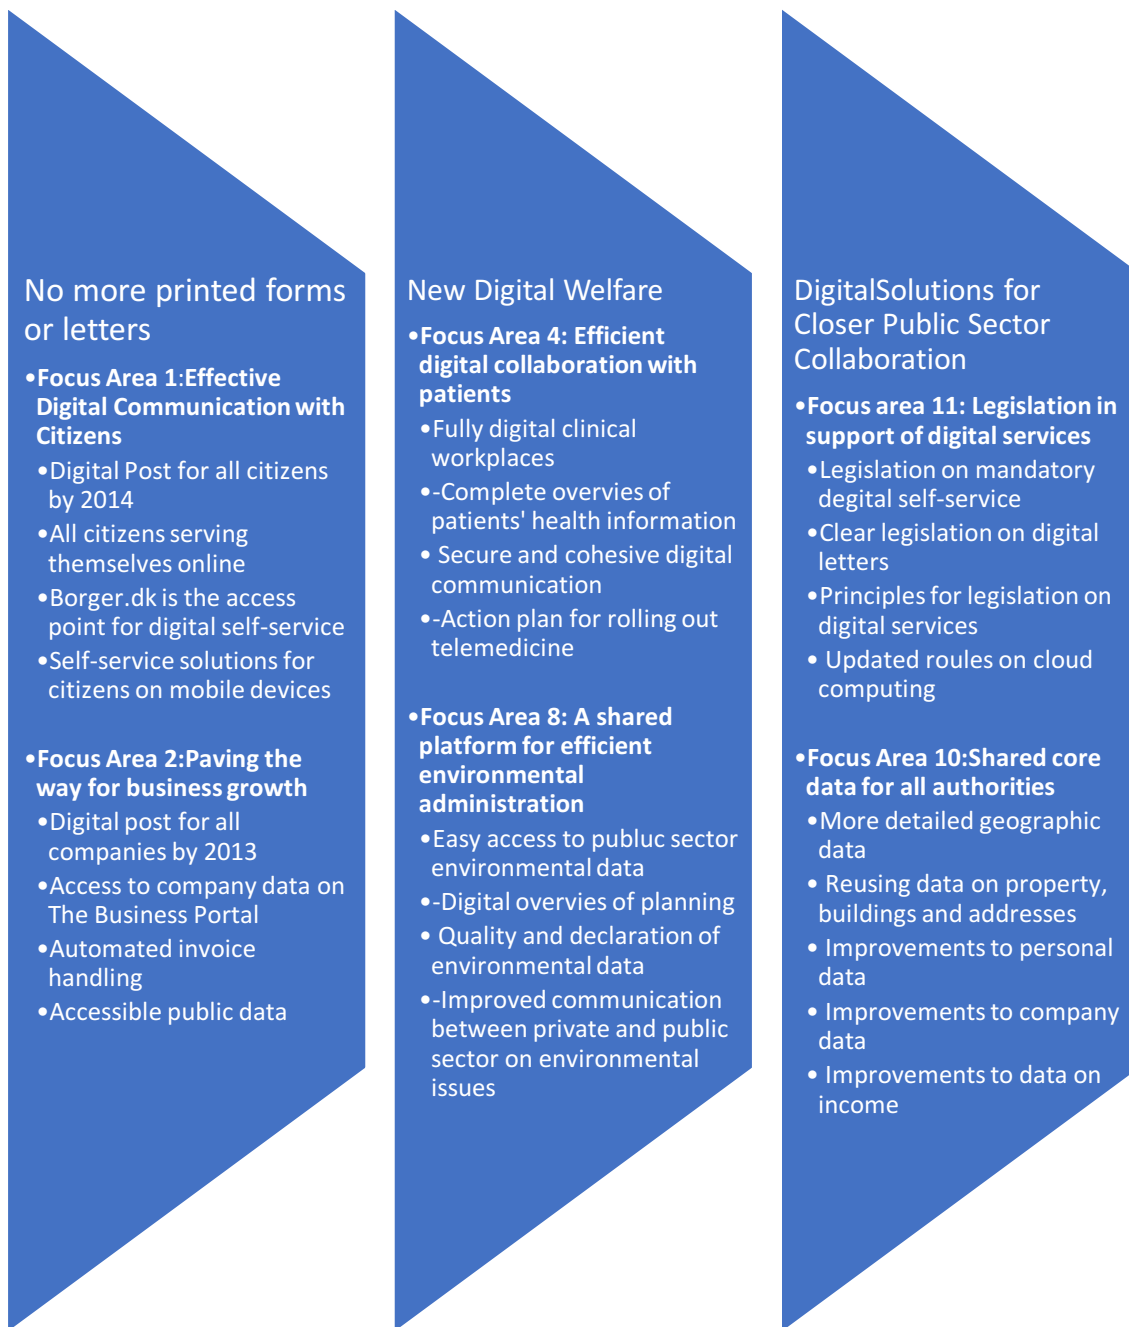 No more printed forms
or letters
•Focus Area 1:Effective
Digital Communication with
Citizens
•Digital Post for all citizens
by 2014
•All citizens serving
themselves online
•Borger.dk is the access
point for digital self-service
•Self-service solutions for
citizens on mobile devices
•Focus Area 2:Paving the
way for business growth
•Digital post for all
companies by 2013
•Access to company data on
The Business Portal
•Automated invoice
handling
•Accessible public data
New Digital Welfare
•Focus Area 4: Efficient
digital collaboration with
patients
•Fully digital clinical
workplaces
•-Complete overvies of
patients' health information
• Secure and cohesive digital
communication
•-Action plan for rolling out
telemedicine
•Focus Area 8: A shared
platform for efficient
environmental
administration
•Easy access to publuc sector
environmental data
•-Digital overvies of planning
• Quality and declaration of
environmental data
•-Improved communication
between private and public
sector on environmental
issues
DigitalSolutions for
Closer Public Sector
Collaboration
•Focus area 11: Legislation in
support of digital services
•Legislation on mandatory
degital self-service
•Clear legislation on digital
letters
•Principles for legislation on
digital services
• Updated roules on cloud
computing
•Focus Area 10:Shared core
data for all authorities
•More detailed geographic
data
• Reusing data on property,
buildings and addresses
• Improvements to personal
data
• Improvements to company
data
• Improvements to data on
income